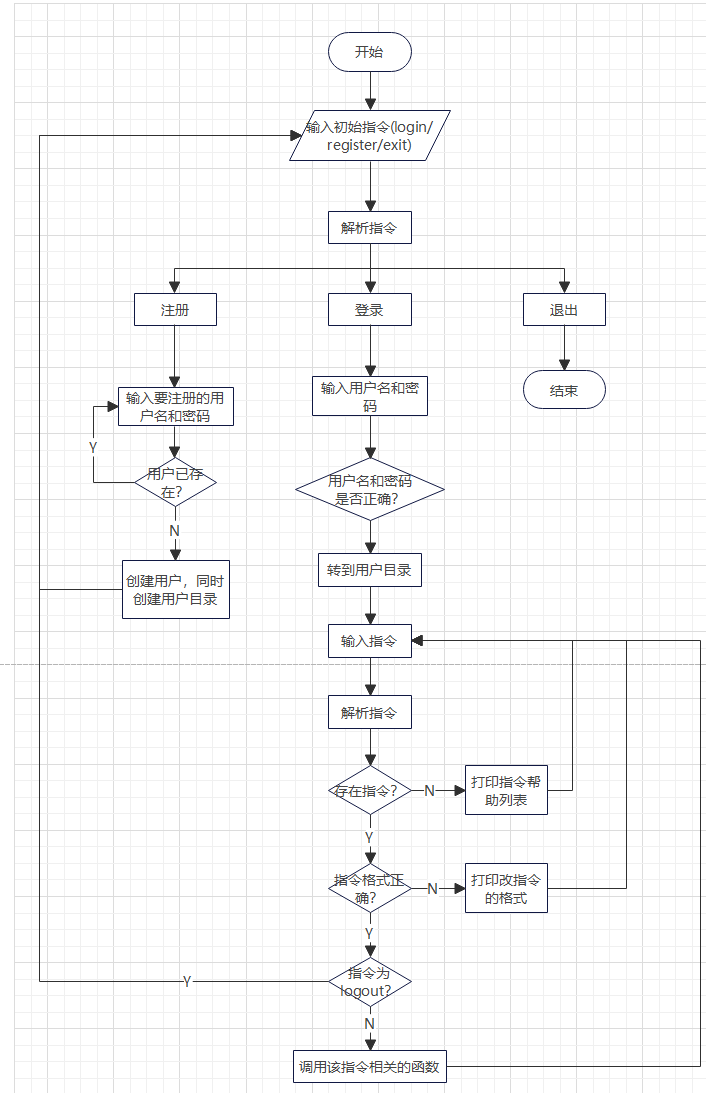 开始
输入初始指令(login/
register/exit)
解析指令
注册
登录
退出
输入要注册的用
户名和密码
输入用户名和密
码
结束
Y
用户已存
在?
用户名和密码
是否正确?
N
创建用户，同时
创建用户目录
转到用户目录
输入指令
解析指令
存在指令?
N
打印指令帮
助列表
Y
指令格式正
确?
N
打印改指令
的格式
Y
指令为
logout?
Y
N
调用该指令相关的函数